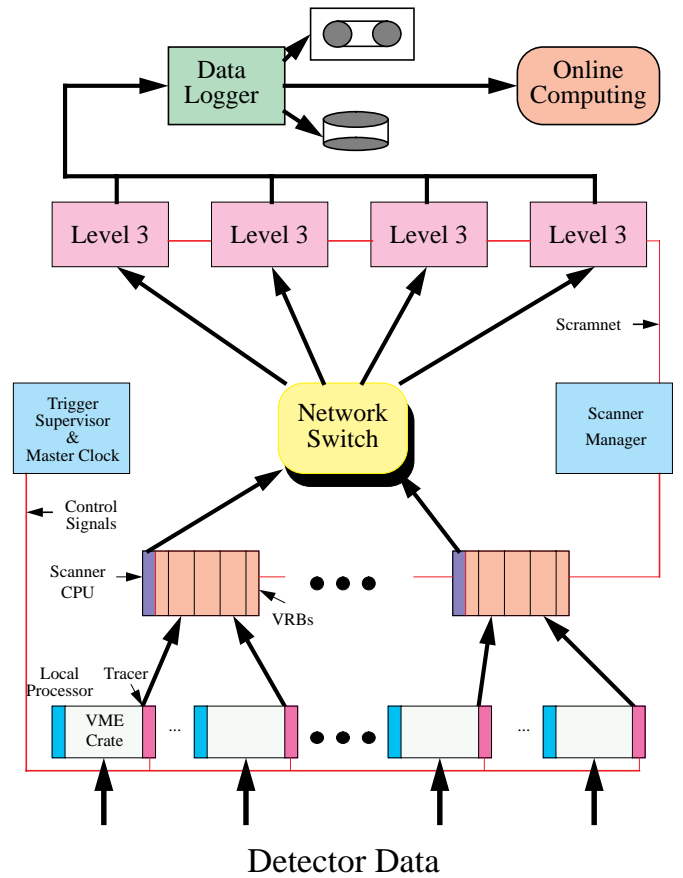 Data
Logger
Online
Computing
Level 3
Level 3
Level 3
Level 3
Scramnet
Trigger
Supervisor
&
Master Clock
Network
Switch
Scanner
Manager
Control
Signals
Scanner
CPU
VRBs
Local
Processor
Tracer
VME
Crate
...
...
Detector Data